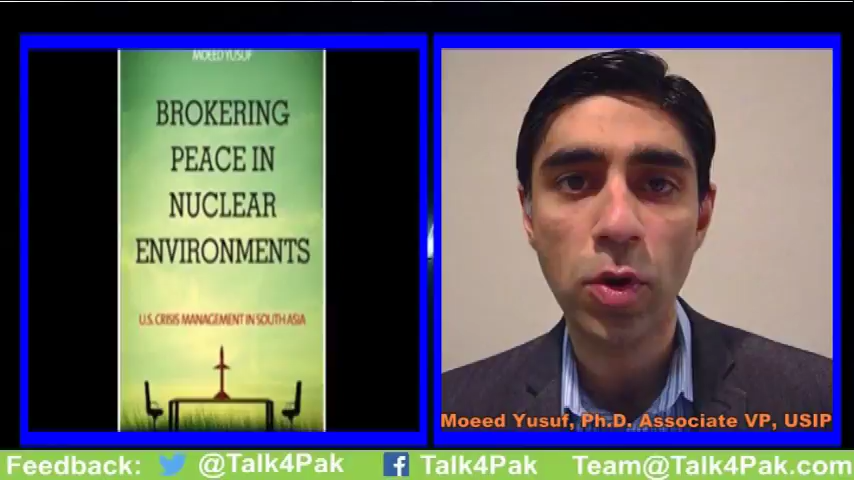 MOEED YUSUF
BROKERING
PEACE IN
NUCLEAR
ENVIRONMENTS
U.S. CRISIS MANAGEMENT IN SOUTH ASIA
Moeed Yusuf, Ph.D. Associate VP, USIP
Feedback: @Talk4Pak Talk4Pak Team@Talk4Pak.com